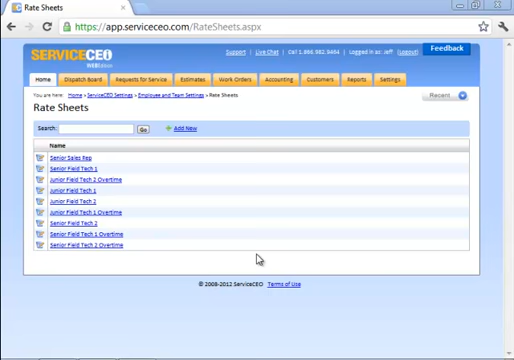 Rate Sheets
https://app.serviceceo.com/RateSheets.aspx
SERVICECEO
WEBEdition
Support | Live Chat | Call 1.866.982.9464 | Logged in as: Jeff (Logout)
Feedback
Home Dispatch Board Requests for Service Estimates Work Orders Accounting Customers Reports Settings
You are here: Home » ServiceCEO Settings » Employee and Team Settings » Rate Sheets
Recent
Rate Sheets
Search: Go Add New
Name
Senior Sales Rep
Senior Field Tech 1
Junior Field Tech 2 Overtime
Junior Field Tech 1
Junior Field Tech 2
Junior Field Tech 1 Overtime
Senior Field Tech 2
Senior Field Tech 1 Overtime
Senior Field Tech 2 Overtime
© 2008-2012 ServiceCEO Terms of Use